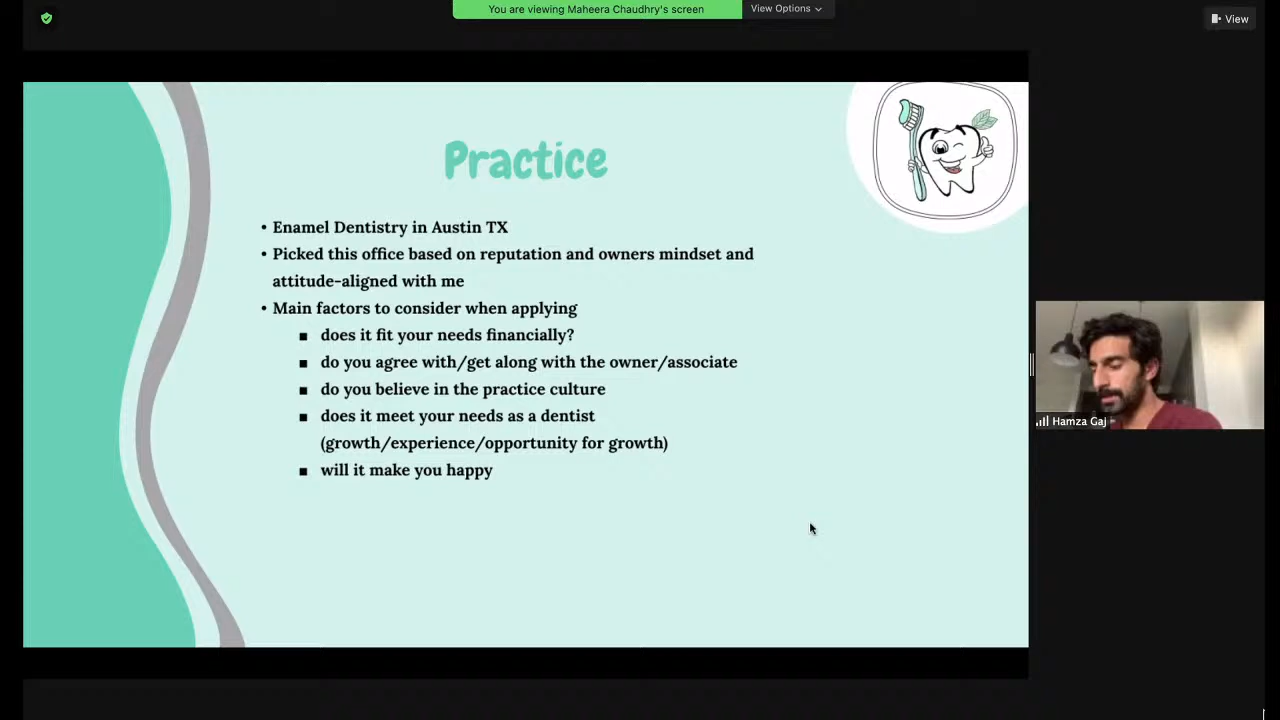 You are viewing Maheera Chaudhry's screen
View Options
View
Practice
• Enamel Dentistry in Austin TX
• Picked this office based on reputation and owners mindset and
attitude-aligned with me
• Main factors to consider when applying
■ does it fit your needs financially?
■ do you agree with/get along with the owner/associate
■ do you believe in the practice culture
■ does it meet your needs as a dentist
(growth/experience/opportunity for growth)
■ will it make you happy
Hamza Gaj